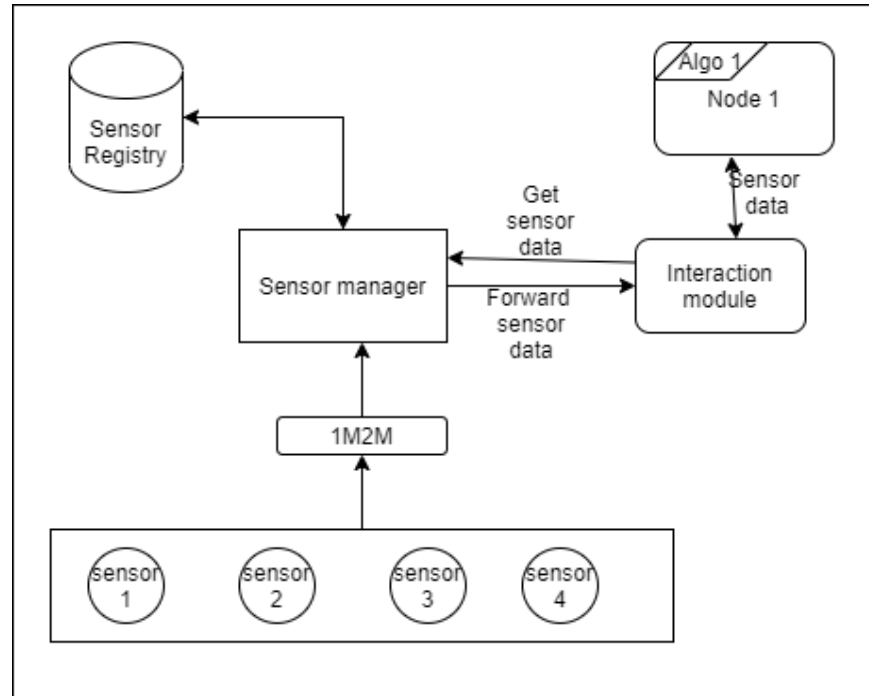 Algo 1
Node 1
Sensor
Registry
Sensor
data
Get
sensor
data
Sensor manager
Interaction
module
Forward
sensor
data
1M2M
sensor
1
sensor
2
sensor
3
sensor
4